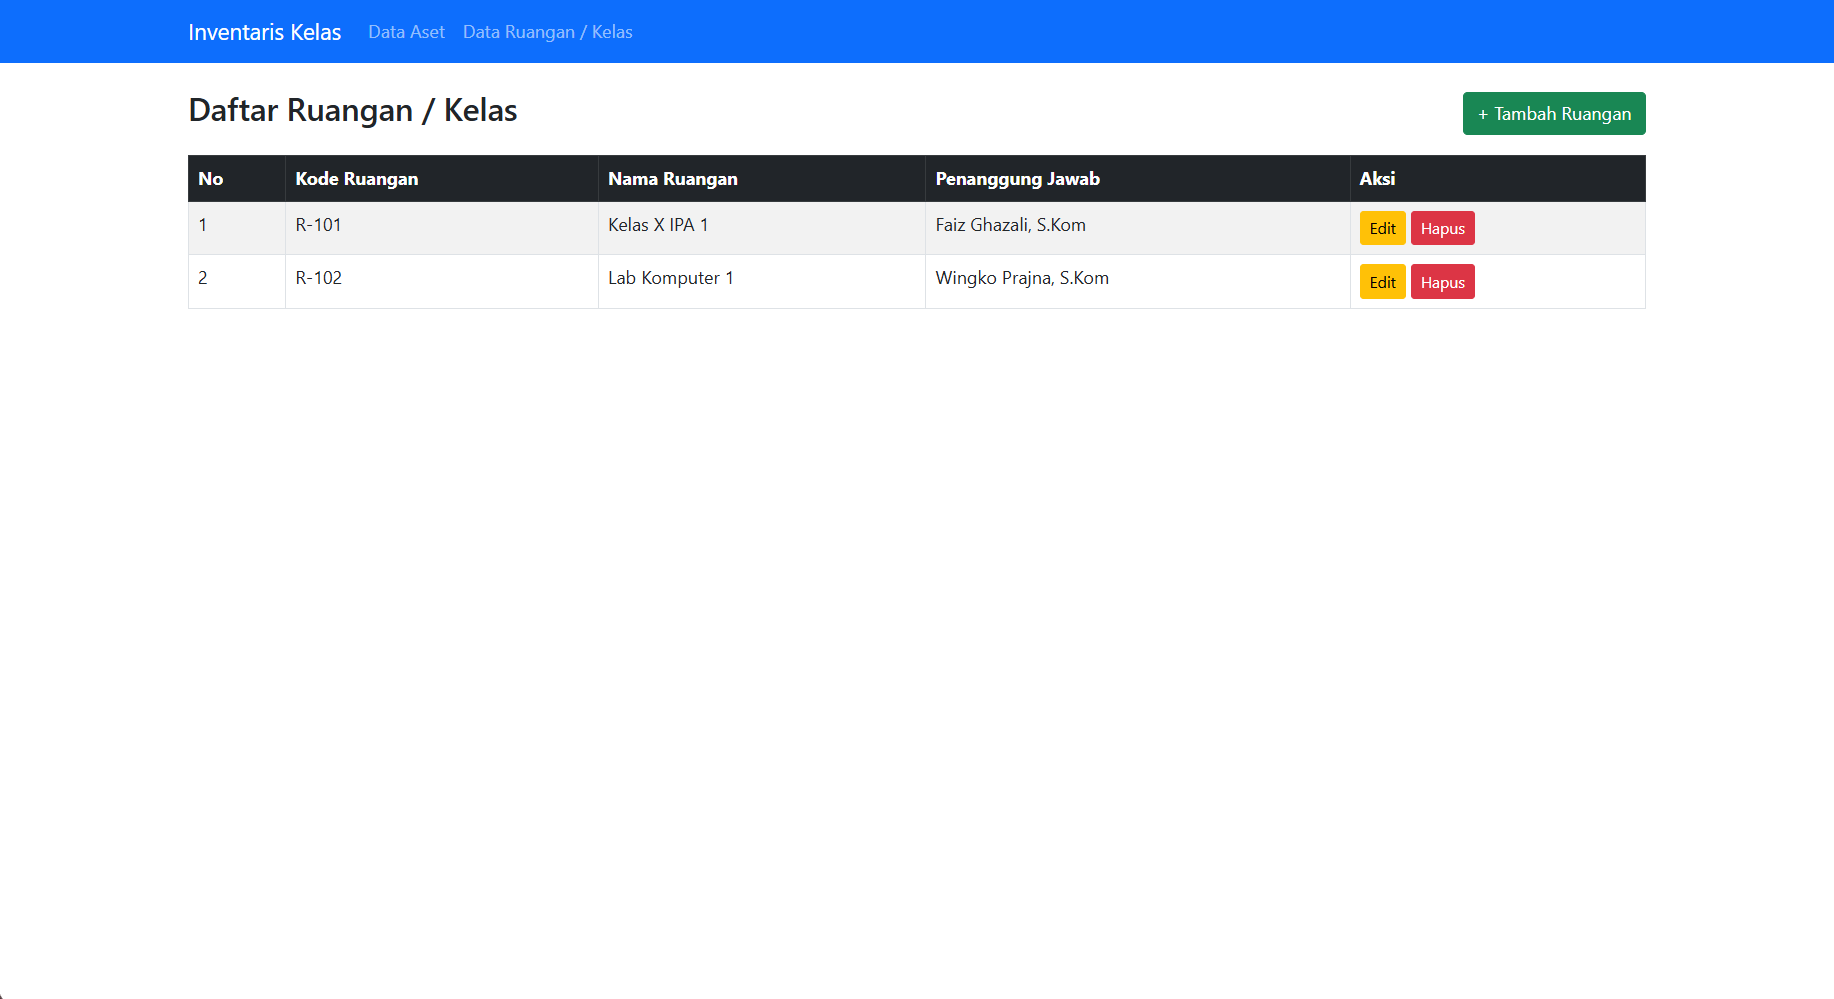 Inventaris Kelas Data Aset Data Ruangan / Kelas
Daftar Ruangan / Kelas
+ Tambah Ruangan
No Kode Ruangan Nama Ruangan Penanggung Jawab Aksi
1 R-101 Kelas X IPA 1 Faiz Ghazali, S.Kom Edit Hapus
2 R-102 Lab Komputer 1 Wingko Prajna, S.Kom Edit Hapus